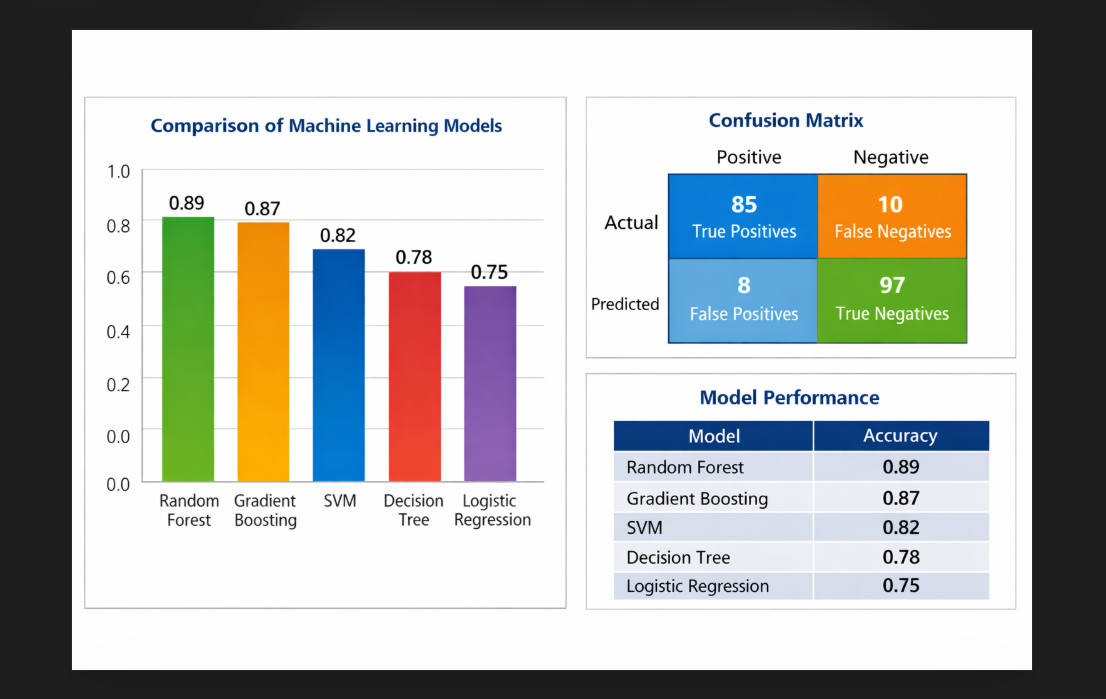 Comparison of Machine Learning Models
1.0
0.8
0.6
0.4
0.2
0.0
0.0
0.89
0.87
0.82
0.78
0.75
Random Forest
Gradient Boosting
SVM
Decision Tree
Logistic Regression
Confusion Matrix
Positive Negative
Actual
85
True Positives
10
False Negatives
Predicted
8
False Positives
97
True Negatives
Model Performance
Model Accuracy
Random Forest 0.89
Gradient Boosting 0.87
SVM 0.82
Decision Tree 0.78
Logistic Regression 0.75